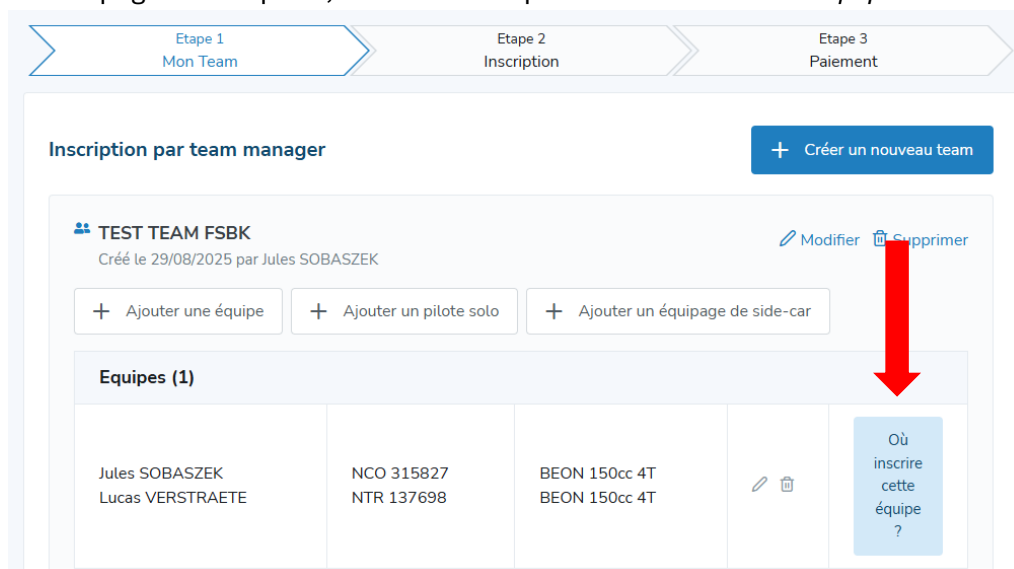 Etape 1
Mon Team
Etape 2
Inscription
Etape 3
Paiement
Inscription par team manager
+ Créer un nouveau team
TEST TEAM FSBK
Modifier Supprimer
Créé le 29/08/2025 par Jules SOBASZEK
+ Ajouter une équipe
+ Ajouter un pilote solo
+ Ajouter un équipage de side-car
Equipes (1)
Jules SOBASZEK
Lucas VERSTRAETE
NCO 315827
NTR 137698
BEON 150cc 4T
BEON 150cc 4T
Où
inscrire
cette
équipe
?